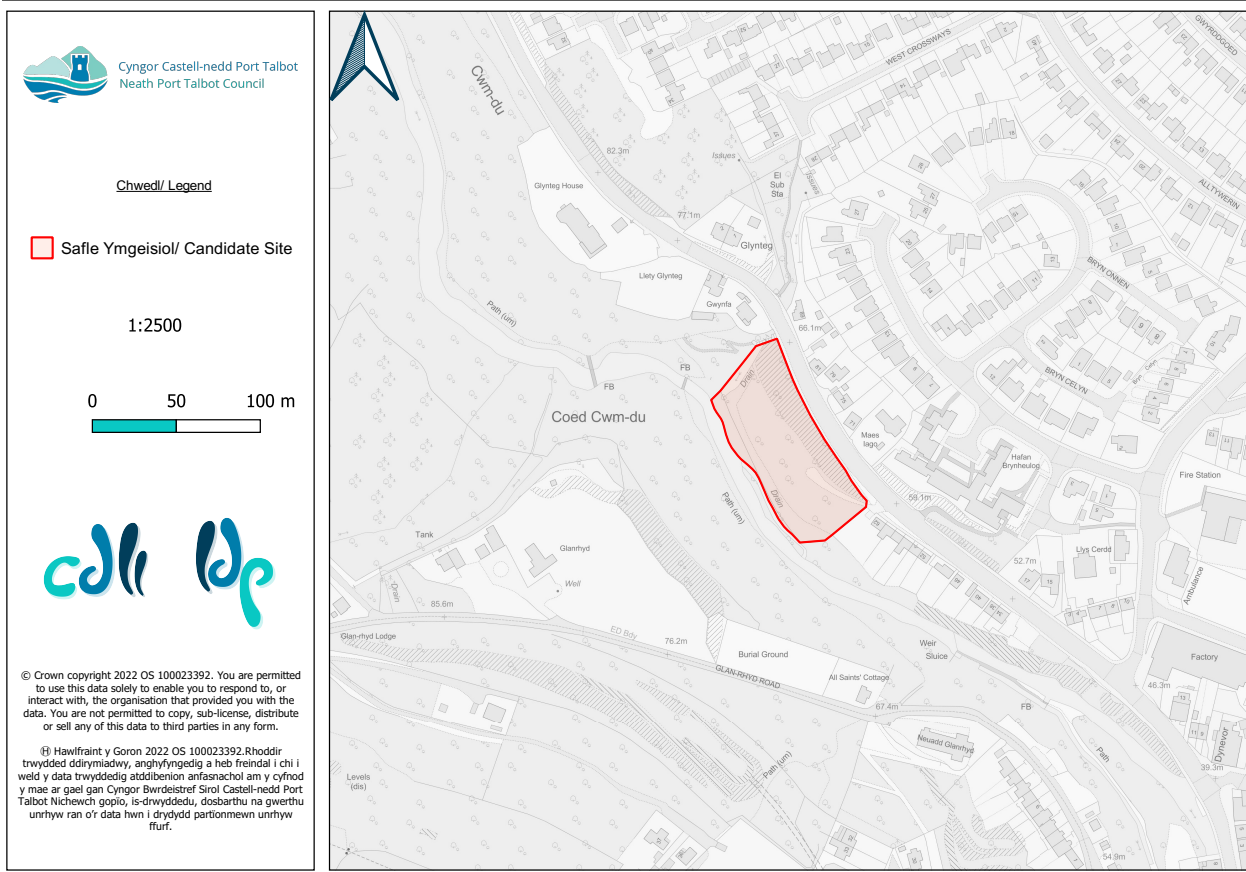 Cyngor Castell-nedd Port Talbot
Neath Port Talbot Council
Chwedl/ Legend
Safle Ymgeisiol/ Candidate Site
1:2500
0 50 100 m
cdll ldp
© Crown copyright 2022 OS 100023392. You are permitted
to use this data solely to enable you to respond to, or
interact with, the organisation that provided you with the
data. You are not permitted to copy, sub-license, distribute
or sell any of this data to third parties in any form.
Ⓗ Hawlfraint y Goron 2022 OS 100023392.Rhoddir
trwydded ddirymiadwy, anghyfyngedig a heb freindal i chi i
weld y data trwyddedig atddibenion anfasnachol am y cyfnod
y mae ar gael gan Cyngor Bwrdeistref Sirol Castell-nedd Port
Talbot Nichewch gopïo, is-drwyddedu, dosbarthu na gwerthu
unrhyw ran o'r data hwn i drydydd partïonmewn unrhyw
ffurf.
GWYRDDGOED
WEST CROSSWAYS
Cwm-du
82.3m
Issues
El
Sub
Sta
Issues
Glynteg House
77.1m
Glynteg
ALLTYWERIN
Llety Glynteg
BRYN ONNEN
Gwynfa
Path (um)
66.1m
FB
FB
Drain
BRYN CELYN
Bryn Celyn
Coed Cwm-du
Maes
Iago
Hafan
Brynheulog
Fire Station
Drain
Path (um)
59.1m
Tank
Glanrhyd
52.7m
Llys Cerdd
Ambulance
Well
Drain
85.6m
ED Bdy
76.2m
Glan-rhyd Lodge
Burial Ground
Weir
Sluice
Factory
GLAN-RHYD ROAD
All Saints' Cottage
46.3m
67.4m
FB
Neuadd Glanrhyd
Path
Dynevor
Path (um)
39.3m
Levels
(dis)
54.9m